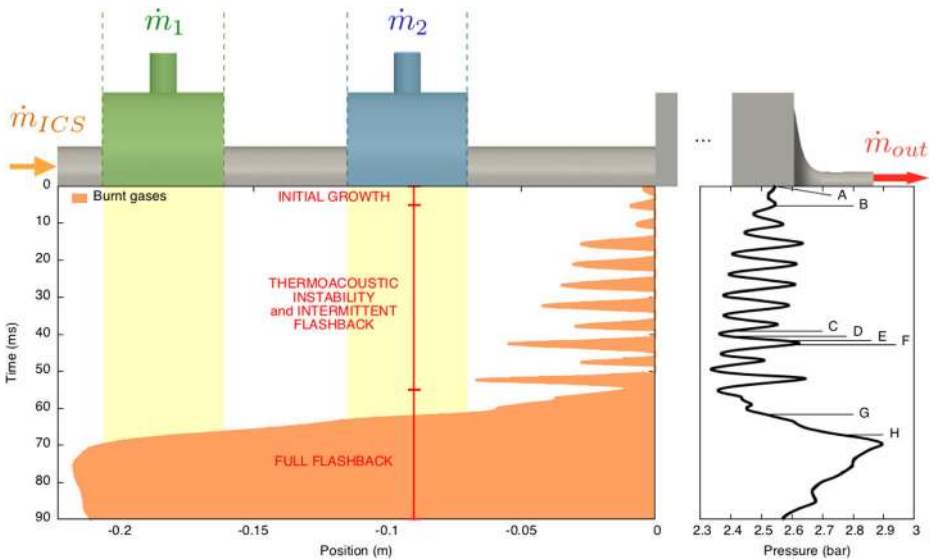 ṁ₁
ṁ₂
ṁ_ICS
...
ṁ_out
Burnt gases
INITIAL GROWTH
THERMOACOUSTIC
INSTABILITY
and INTERMITTENT
FLASHBACK
FULL FLASHBACK
Time (ms)
0
10
20
30
40
50
60
70
80
90
-0.2
-0.15
-0.1
-0.05
0
Position (m)
A
B
C
D
E
F
G
H
2.3 2.4 2.5 2.6 2.7 2.8 2.9 3
Pressure (bar)